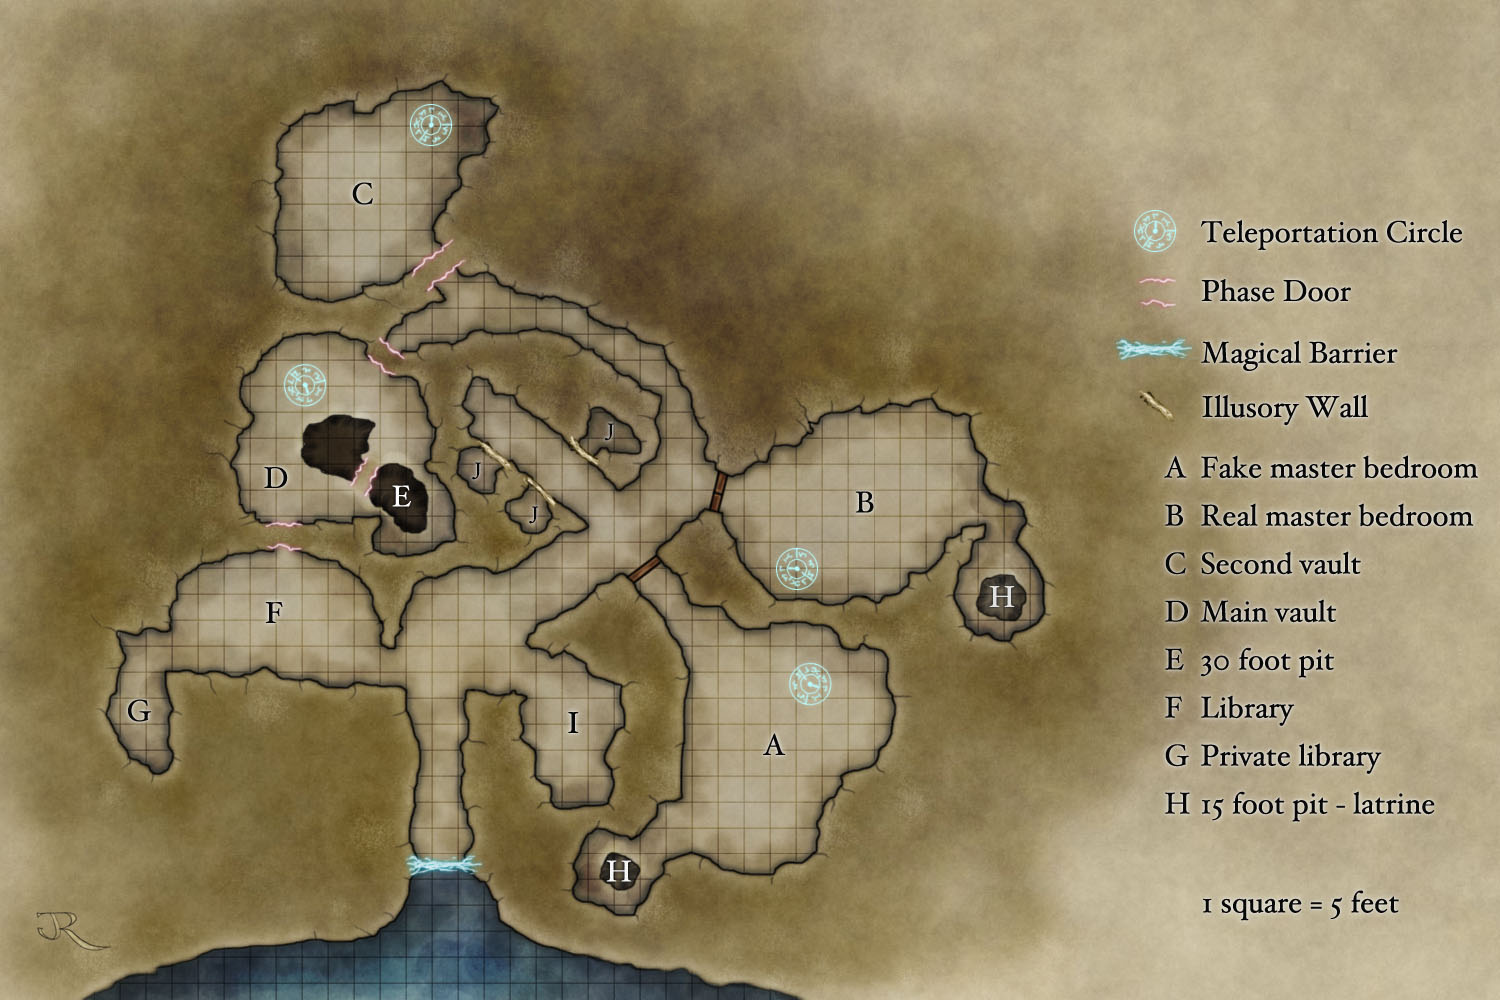 C
Teleportation Circle
Phase Door
Magical Barrier
Illusory Wall
J
J
J
D
E
B
H
F
G
I
A
H
A Fake master bedroom
B Real master bedroom
C Second vault
D Main vault
E 30 foot pit
F Library
G Private library
H 15 foot pit - latrine
1 square = 5 feet
JR